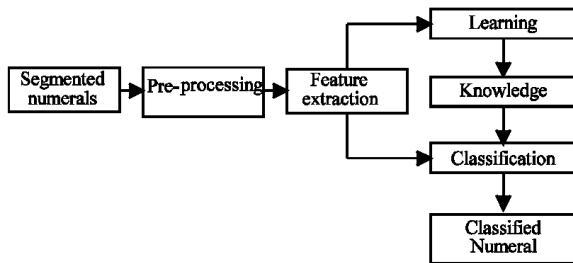 Segmented
numerals
Pre-processing
Feature
extraction
Learning
Knowledge
Classification
Classified
Numeral